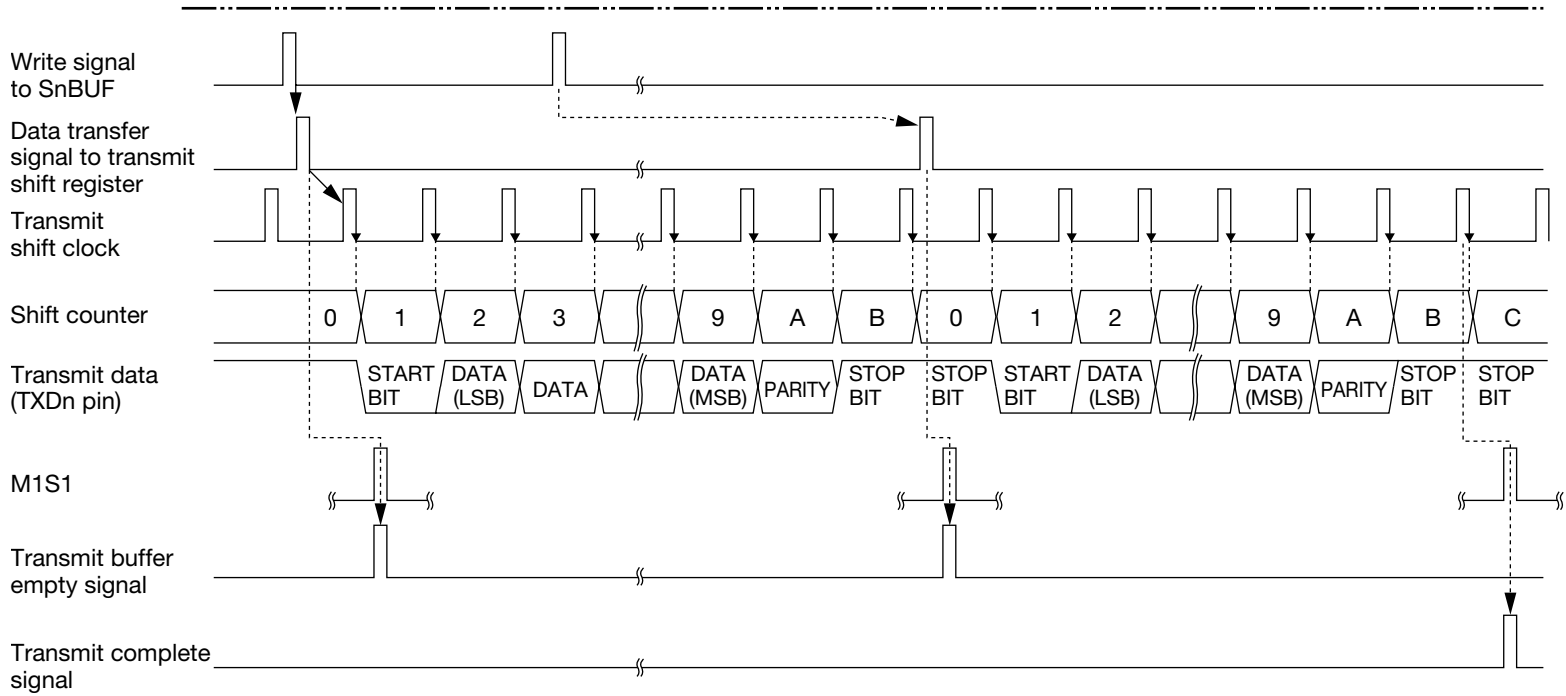 Write signal
to SnBUF
Data transfer
signal to transmit
shift register
Transmit
shift clock
Shift counter
0 1 2 3 9 A B 0 1 2 9 A B C
Transmit data
(TXDn pin)
START BIT
DATA (LSB)
DATA
DATA (MSB)
PARITY
STOP BIT
STOP BIT
START BIT
DATA (LSB)
DATA (MSB)
PARITY
STOP BIT
STOP BIT
M1S1
Transmit buffer
empty signal
Transmit complete
signal